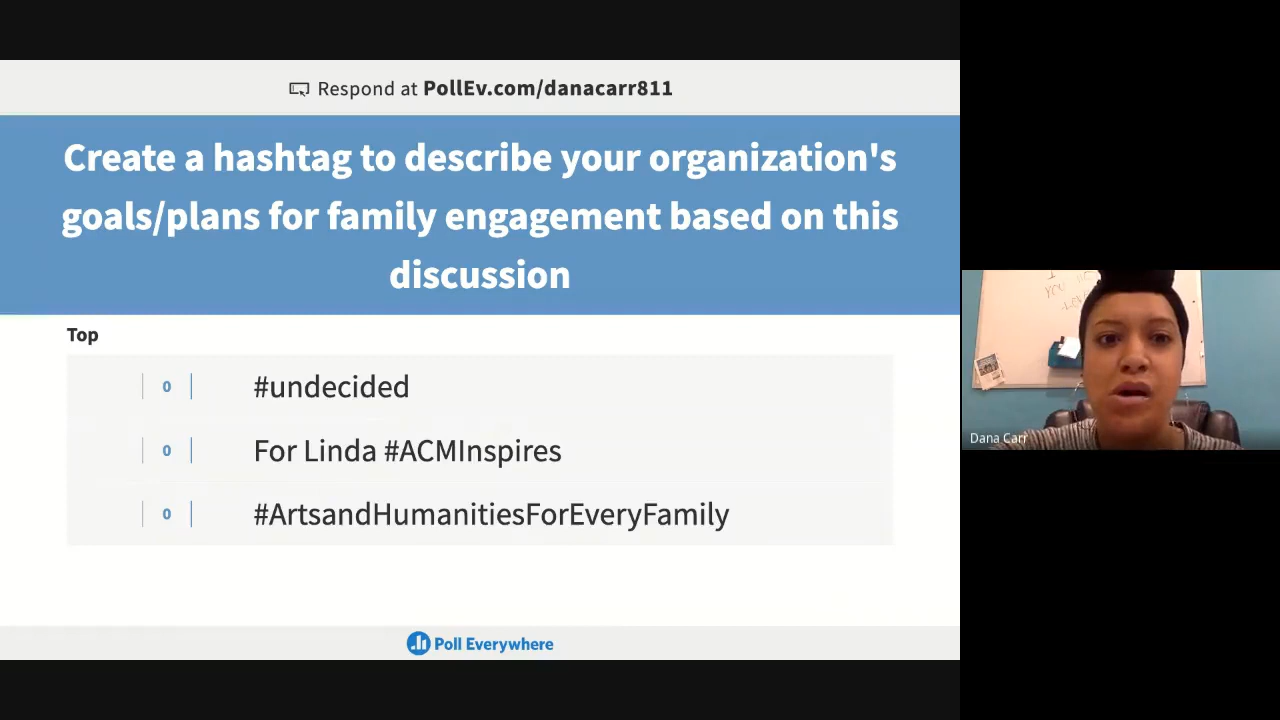 Respond at PollEv.com/danacarr811
Create a hashtag to describe your organization's
goals/plans for family engagement based on this
discussion
Top
0 #undecided
0 For Linda #ACMInspires
0 #ArtsandHumanitiesForEveryFamily
Poll Everywhere
YOU
Dana Carr